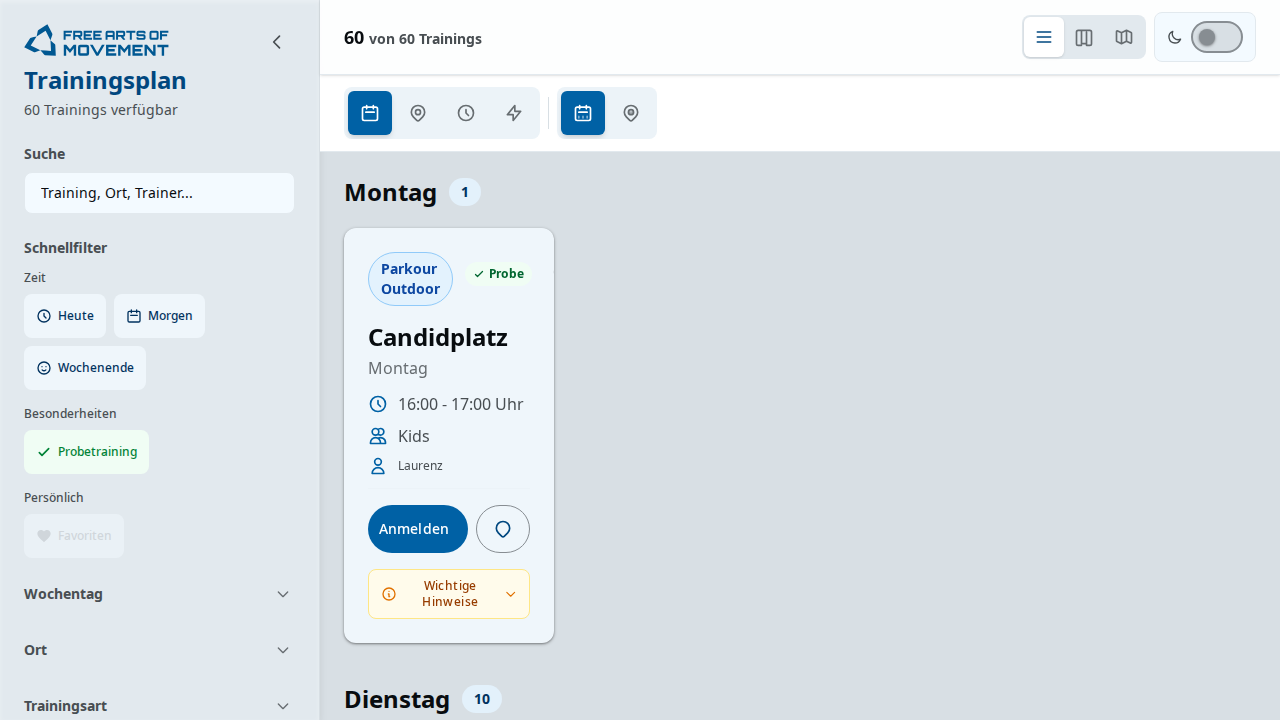 FREE ARTS OF
MOVEMENT
Trainingsplan
60 Trainings verfügbar
Suche
Training, Ort, Trainer...
Schnellfilter
Zeit
Heute
Morgen
Wochenende
Besonderheiten
Probetraining
Persönlich
Favoriten
Wochentag
Ort
Trainingsart
60 von 60 Trainings
Montag 1
Parkour
Outdoor
Probe
Candidplatz
Montag
16:00 - 17:00 Uhr
Kids
Laurenz
Anmelden
Wichtige
Hinweise
Dienstag 10